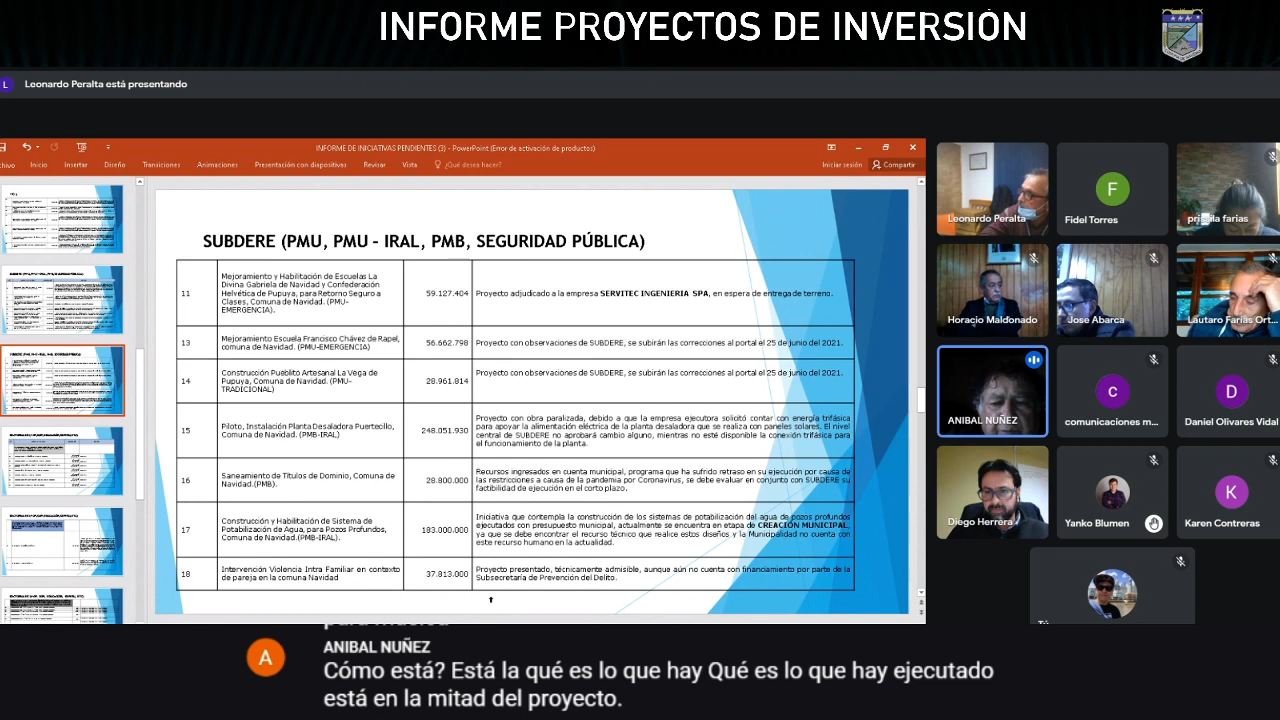 INFORME PROYECTOS DE INVERSIÓN
L
Leonardo Peralta está presentando
INFORME DE INICIATIVAS PENDIENTES (3) - PowerPoint (Error de activación de productos)
Archivo Inicio Insertar Diseño Transiciones Animaciones Presentación con diapositivas Revisar Vista ¿Qué desea hacer? Iniciar sesión Compartir
SUBDERE (PMU, PMU – IRAL, PMB, SEGURIDAD PÚBLICA)
11
Mejoramiento y Habilitación de Escuelas La
Divina Gabriela de Navidad y Confederación
Helvética de Pupuya, para Retorno Seguro a
Clases, Comuna de Navidad. (PMU-
EMERGENCIA).
59.127.404
Proyecto adjudicado a la empresa SERVITEC INGENIERIA SPA, en espera de entrega de terreno.
13
Mejoramiento Escuela Francisco Chávez de Rapel,
comuna de Navidad. (PMU-EMERGENCIA)
56.662.798
Proyecto con observaciones de SUBDERE, se subirán las correcciones al portal el 25 de junio del 2021.
14
Construcción Pueblito Artesanal La Vega de
Pupuya, Comuna de Navidad. (PMU-
TRADICIONAL)
28.961.814
Proyecto con observaciones de SUBDERE, se subirán las correcciones al portal el 25 de junio del 2021.
15
Piloto, Instalación Planta Desaladora Puertecillo,
Comuna de Navidad. (PMB-IRAL)
248.051.930
Proyecto con obra paralizada, debido a que la empresa ejecutora solicitó contar con energía trifásica
para apoyar la alimentación eléctrica de la planta desaladora que se realiza con paneles solares. El nivel
central de SUBDERE no aprobará cambio alguno, mientras no esté disponible la conexión trifásica para
el funcionamiento de la planta.
16
Saneamiento de Títulos de Dominio, Comuna de
Navidad.(PMB).
28.800.000
Recursos ingresados en cuenta municipal, programa que ha sufrido retraso en su ejecución por causa de
las restricciones a causa de la pandemia por Coronavirus, se debe evaluar en conjunto con SUBDERE su
factibilidad de ejecución en el corto plazo.
17
Construcción y Habilitación de Sistema de
Potabilización de Agua, para Pozos Profundos,
Comuna de Navidad.(PMB-IRAL).
183.000.000
Iniciativa que contempla la construcción de los sistemas de potabilización del agua de pozos profundos
ejecutados con presupuesto municipal, actualmente se encuentra en etapa de CREACIÓN MUNICIPAL,
ya que se debe encontrar el recurso técnico que realice estos diseños y la Municipalidad no cuenta con
este recurso humano en la actualidad.
18
Intervención Violencia Intra Familiar en contexto
de pareja en la comuna Navidad
37.813.000
Proyecto presentado, técnicamente admisible, aunque aún no cuenta con financiamiento por parte de la
Subsecretaría de Prevención del Delito.
Leonardo Peralta
F
Fidel Torres
priscila farias
Horacio Maldonado
Jose Abarca
Lautaro Farias Ort...
ANIBAL NUÑEZ
c
comunicaciones m...
D
Daniel Olivares Vidal
Diego Herrera
Yanko Blumen
K
Karen Contreras
Tú
A
ANIBAL NUÑEZ
Cómo está? Está la qué es lo que hay Qué es lo que hay ejecutado
está en la mitad del proyecto.